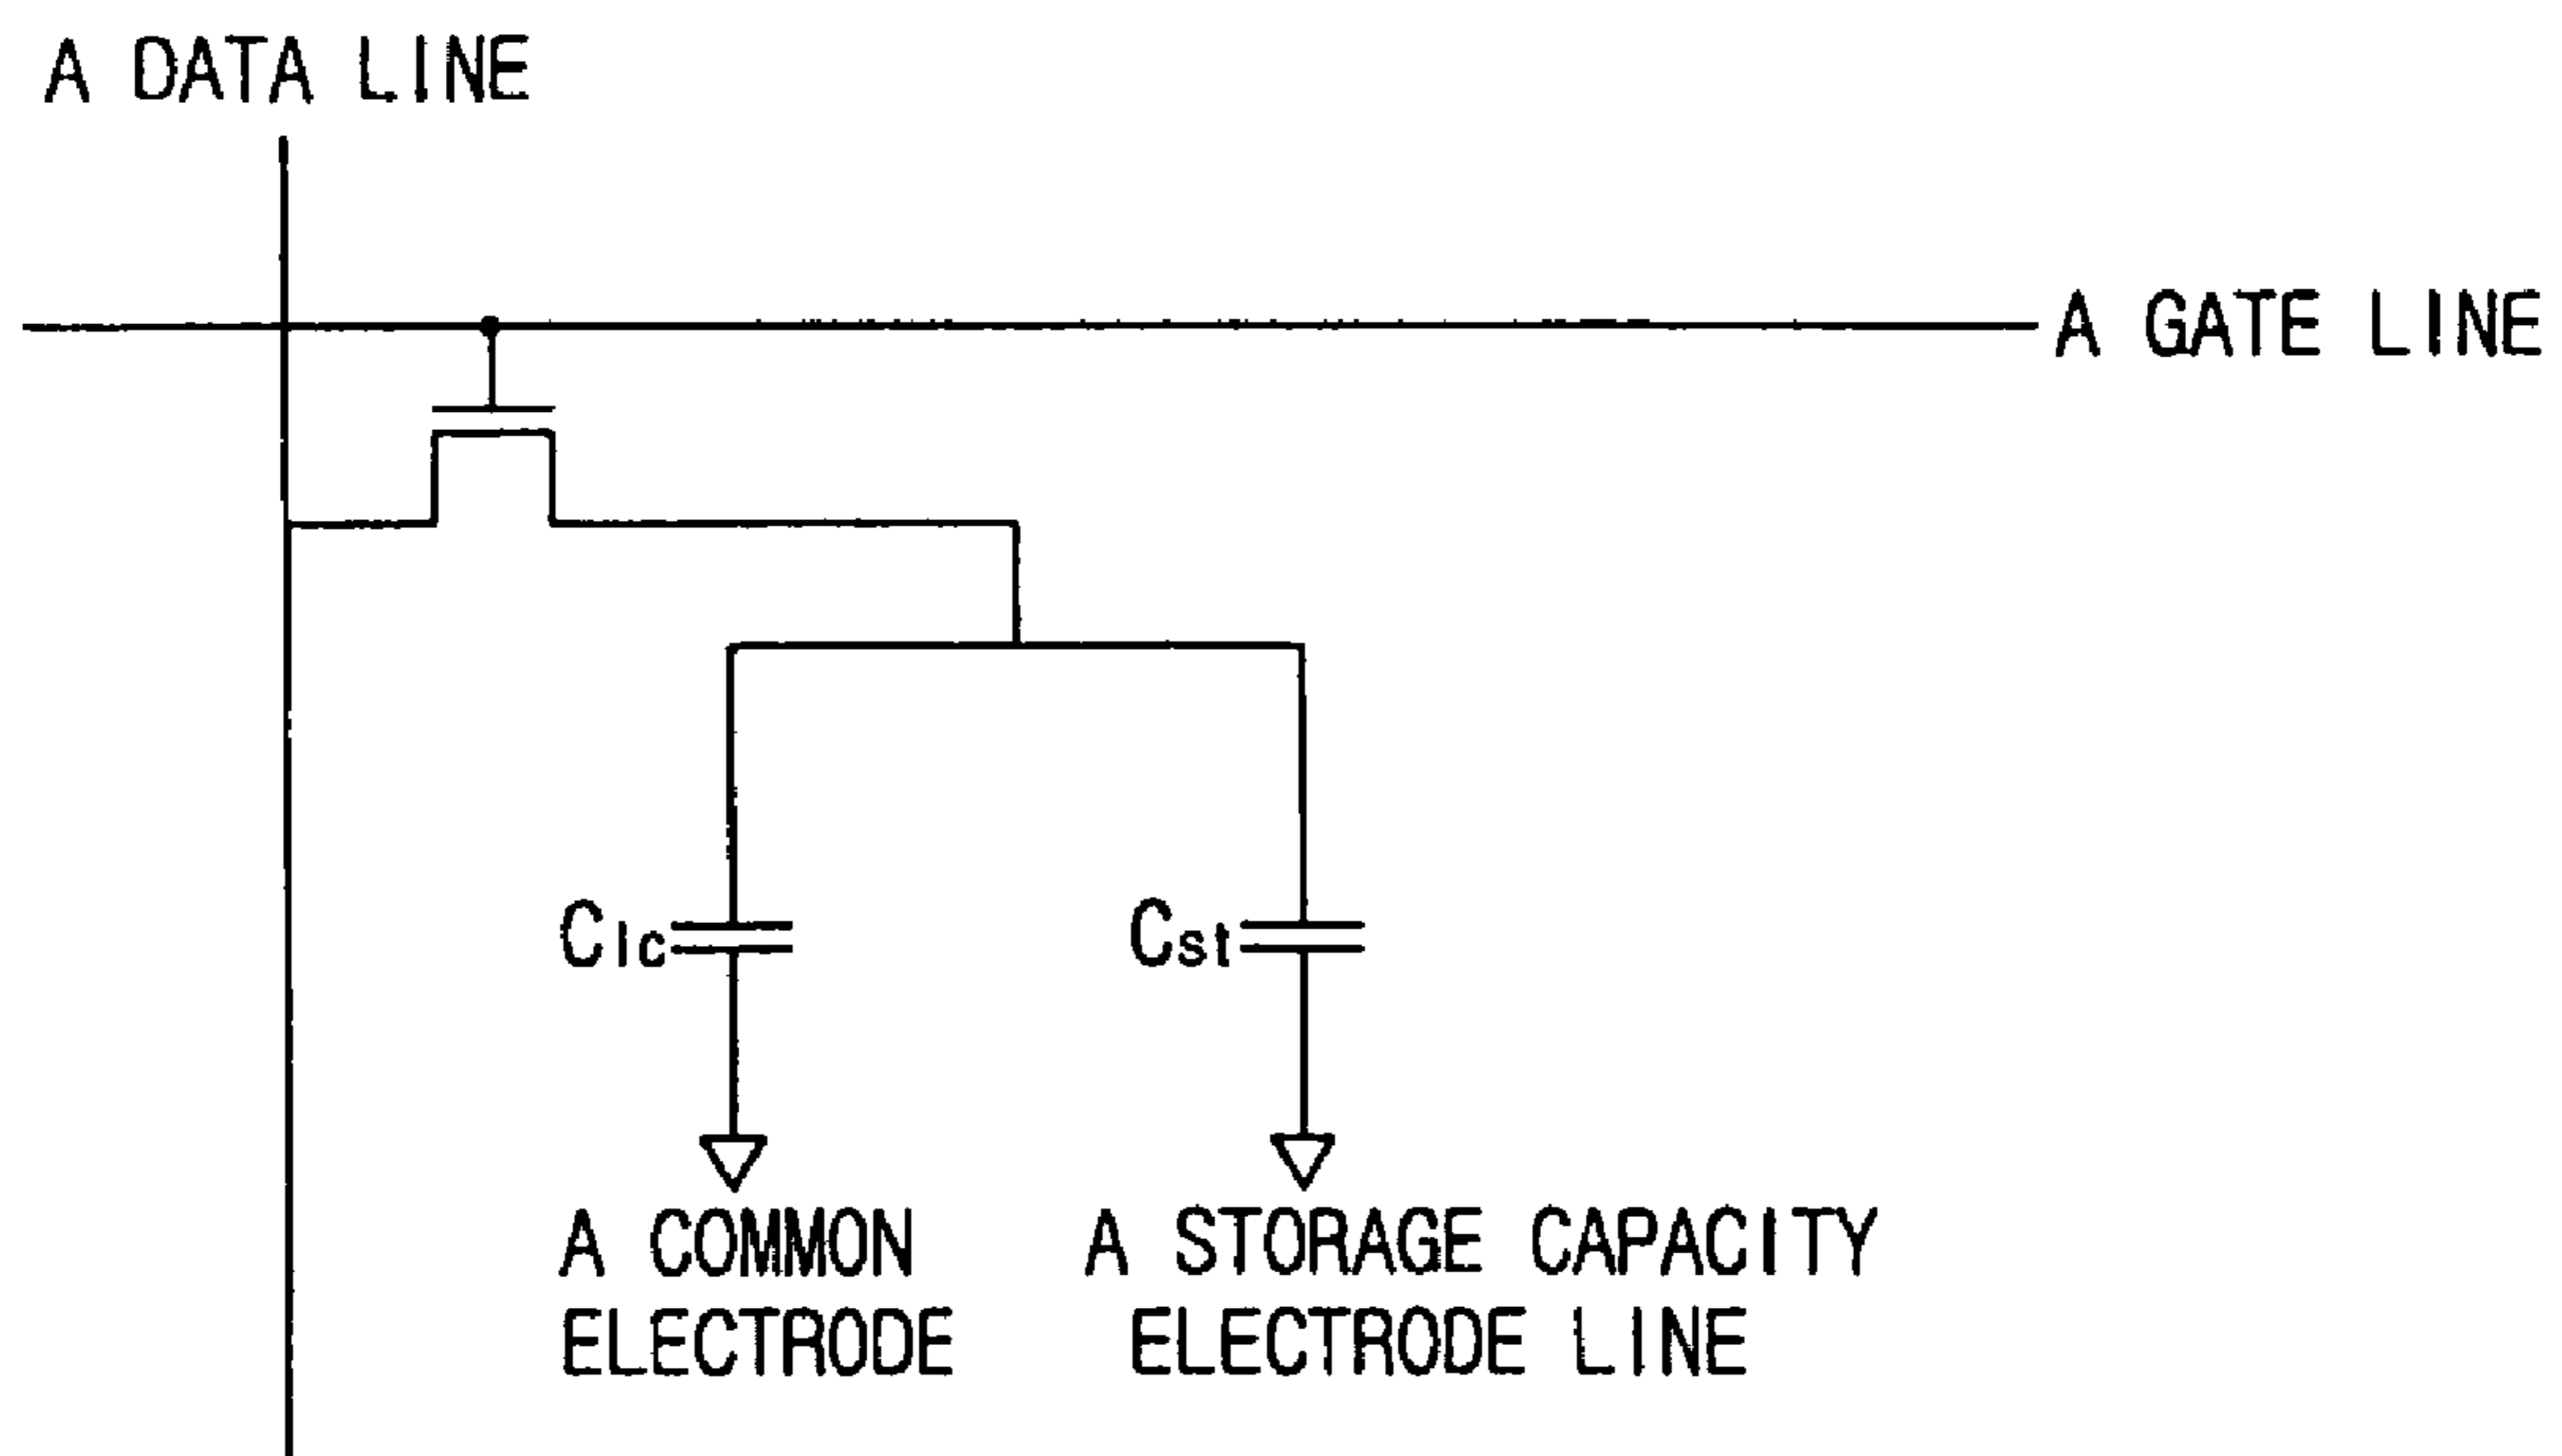 A DATA LINE
A GATE LINE
Clc
Cst
A COMMON
ELECTRODE
A STORAGE CAPACITY
ELECTRODE LINE